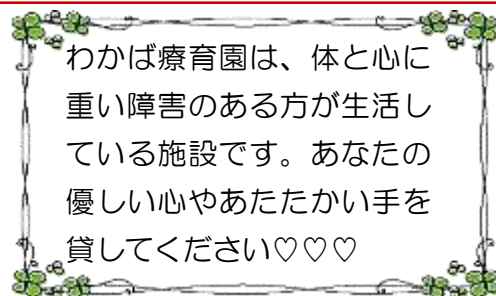 わかば療育園は、体と心に
重い障害のある方が生活し
ている施設です。あなたの
優しい心やあたたかい手を
貸してください♡♡♡